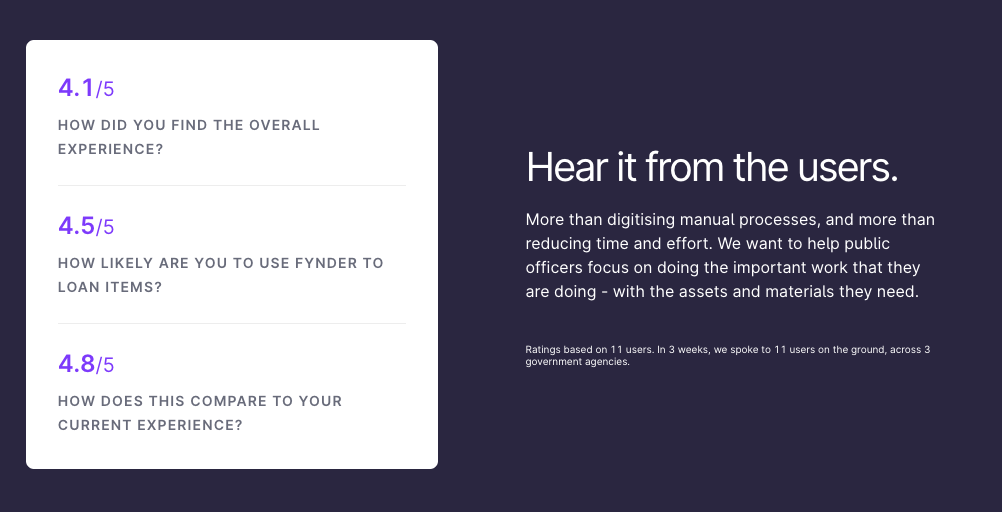 4.1/5
HOW DID YOU FIND THE OVERALL
EXPERIENCE?
4.5/5
HOW LIKELY ARE YOU TO USE FYNDER TO
LOAN ITEMS?
4.8/5
HOW DOES THIS COMPARE TO YOUR
CURRENT EXPERIENCE?
Hear it from the users.
More than digitising manual processes, and more than
reducing time and effort. We want to help public
officers focus on doing the important work that they
are doing - with the assets and materials they need.
Ratings based on 11 users. In 3 weeks, we spoke to 11 users on the ground, across 3
government agencies.